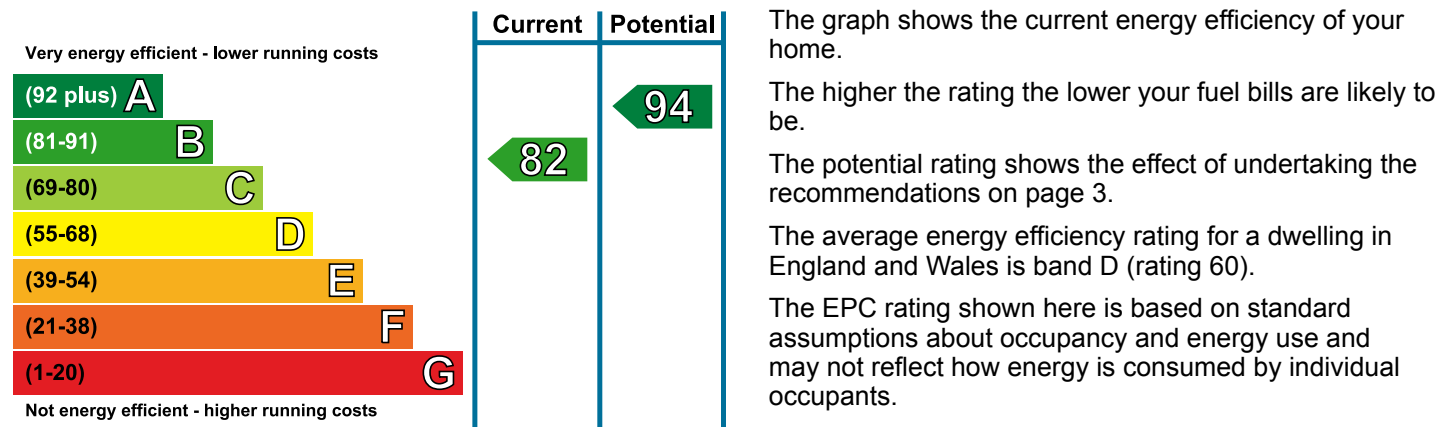 Current Potential
Very energy efficient - lower running costs
(92 plus) A
(81-91) B
(69-80) C
(55-68) D
(39-54) E
(21-38) F
(1-20) G
Not energy efficient - higher running costs
82
94
The graph shows the current energy efficiency of your
home.
The higher the rating the lower your fuel bills are likely to
be.
The potential rating shows the effect of undertaking the
recommendations on page 3.
The average energy efficiency rating for a dwelling in
England and Wales is band D (rating 60).
The EPC rating shown here is based on standard
assumptions about occupancy and energy use and
may not reflect how energy is consumed by individual
occupants.